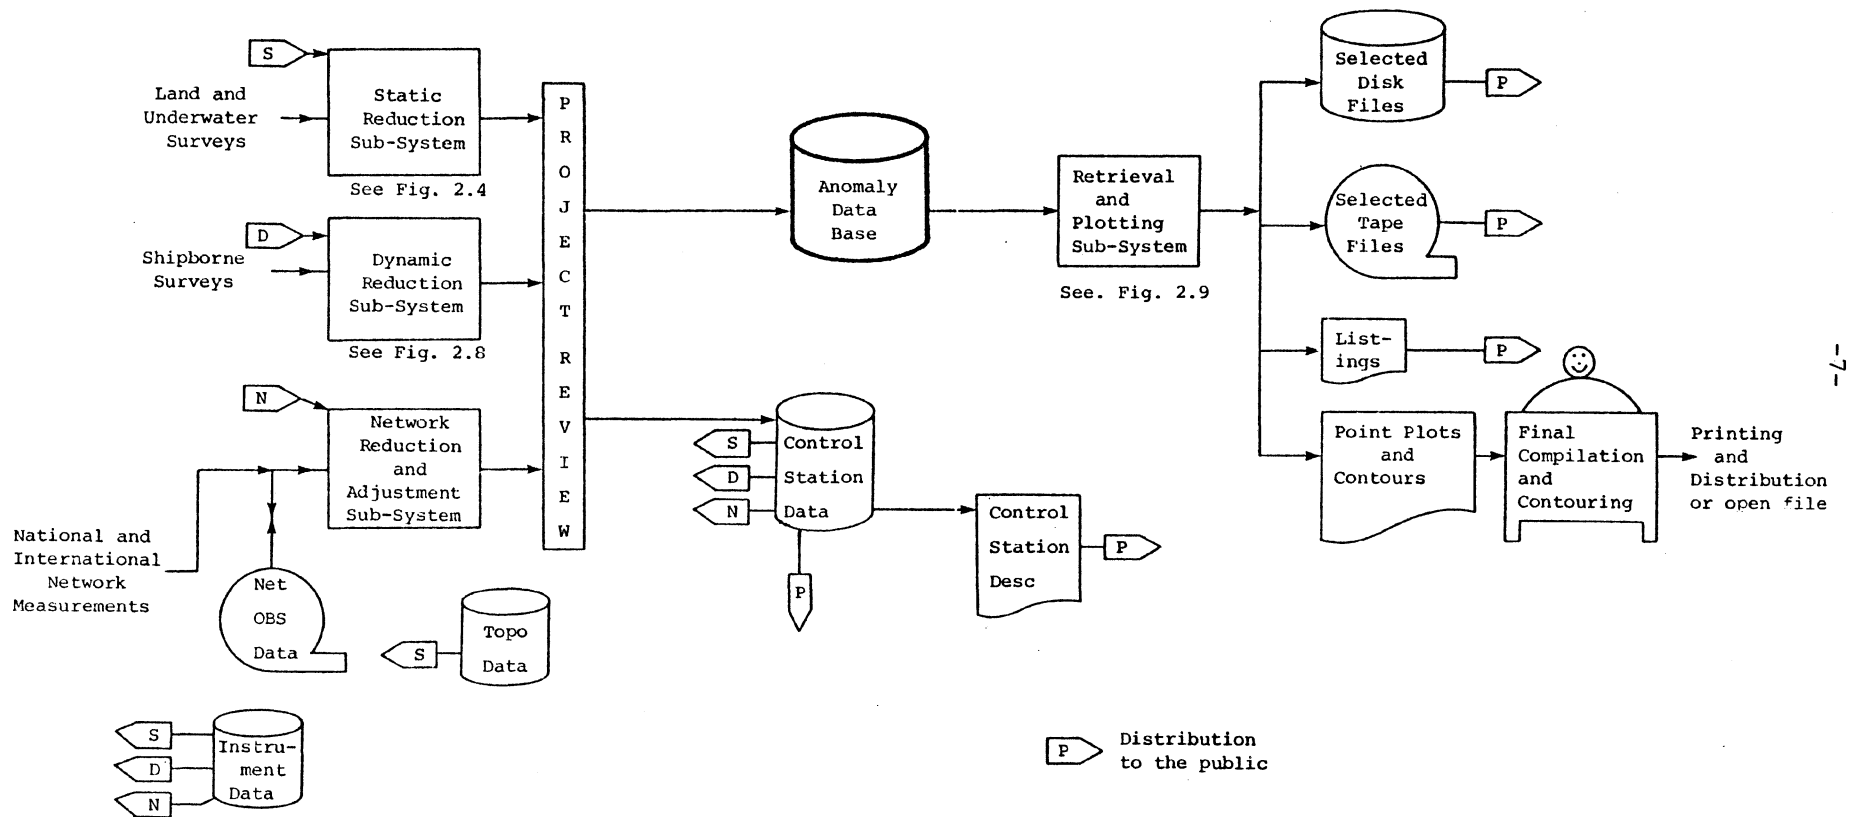 S
Land and
Underwater
Surveys
Static
Reduction
Sub-System
See Fig. 2.4
D
Shipborne
Surveys
Dynamic
Reduction
Sub-System
See Fig. 2.8
N
Network
Reduction
and
Adjustment
Sub-System
National and
International
Network
Measurements
Net
OBS
Data
S
Topo
Data
S
D
N
Instru-
ment
Data
PROJECT REVIEW
Anomaly
Data
Base
S
D
N
Control
Station
Data
P
Control
Station
Desc
P
Retrieval
and
Plotting
Sub-System
See. Fig. 2.9
Selected
Disk
Files
P
Selected
Tape
Files
P
List-
ings
P
Point Plots
and
Contours
Final
Compilation
and
Contouring
Printing
and
Distribution
or open file
P
Distribution
to the public
-7-